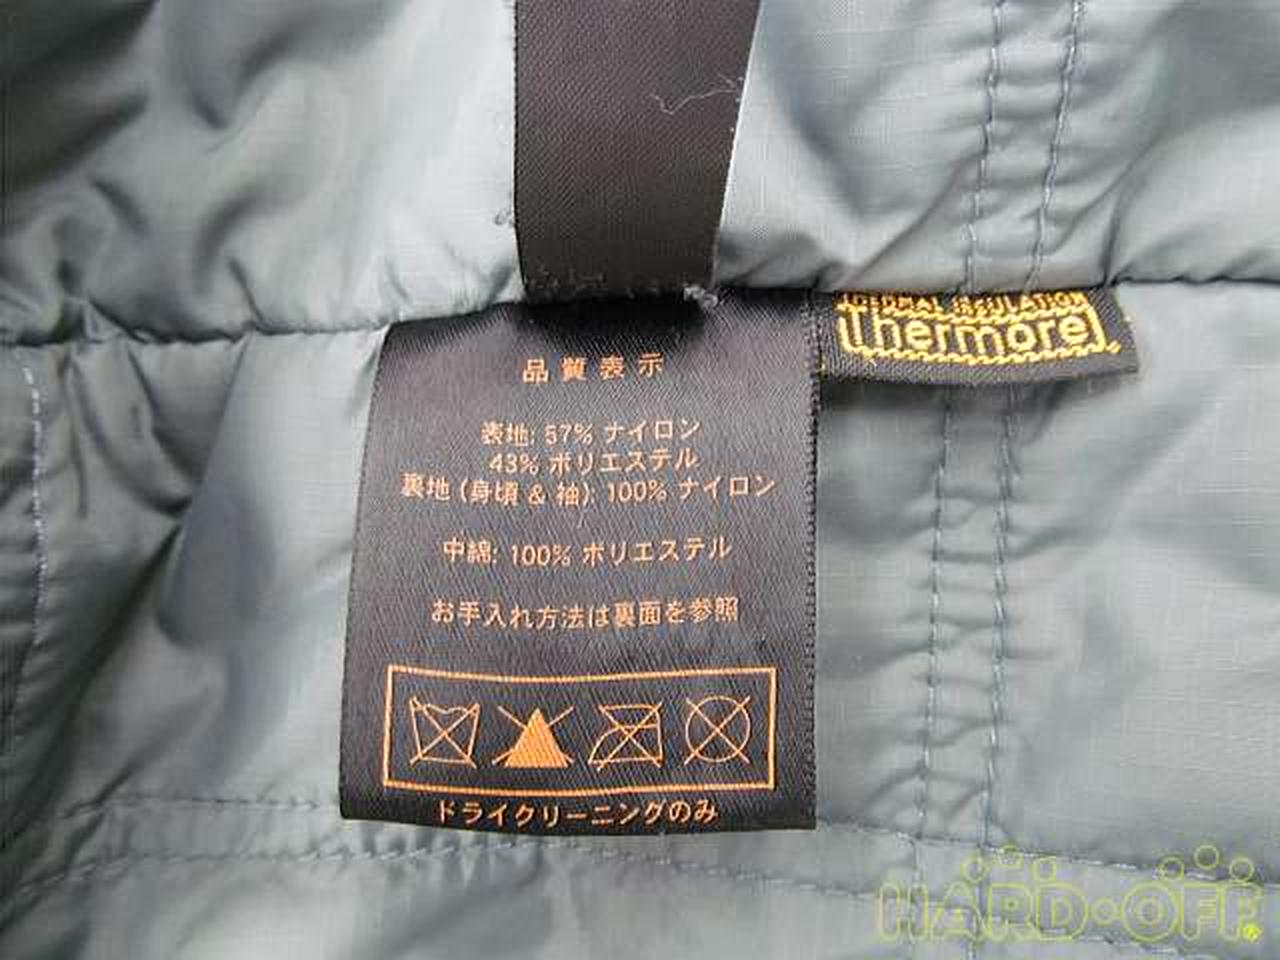 品質表示
表地: 57% ナイロン
43% ポリエステル
裏地 (身頃 & 袖): 100% ナイロン
中綿: 100% ポリエステル
お手入れ方法は裏面を参照
ドライクリーニングのみ
THERMAL INSULATION
Thermore
HARD-OFF